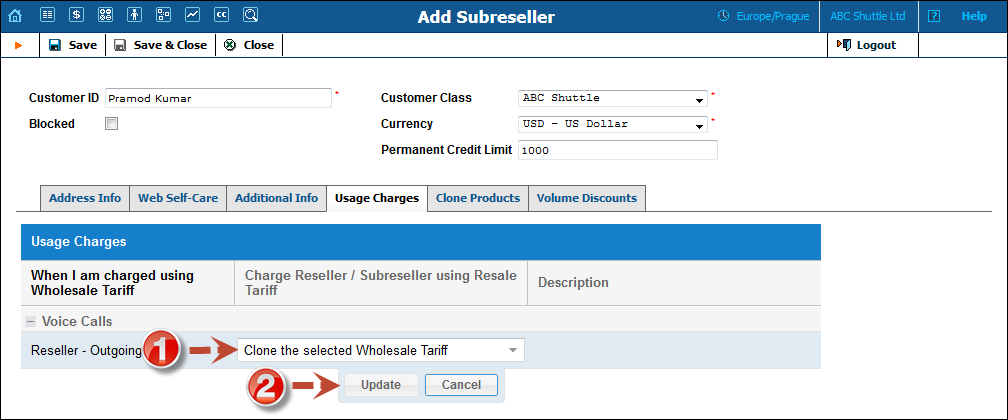 Add Subreseller
Europe/Prague
ABC Shuttle Ltd
?
Help
Save
Save & Close
Close
Logout
Customer ID Pramod Kumar *
Blocked
Customer Class ABC Shuttle *
Currency USD - US Dollar *
Permanent Credit Limit 1000
Address Info
Web Self-Care
Additional Info
Usage Charges
Clone Products
Volume Discounts
Usage Charges
When I am charged using
Wholesale Tariff
Charge Reseller / Subreseller using Resale
Tariff
Description
Voice Calls
Reseller - Outgoing
1
Clone the selected Wholesale Tariff
2
Update
Cancel